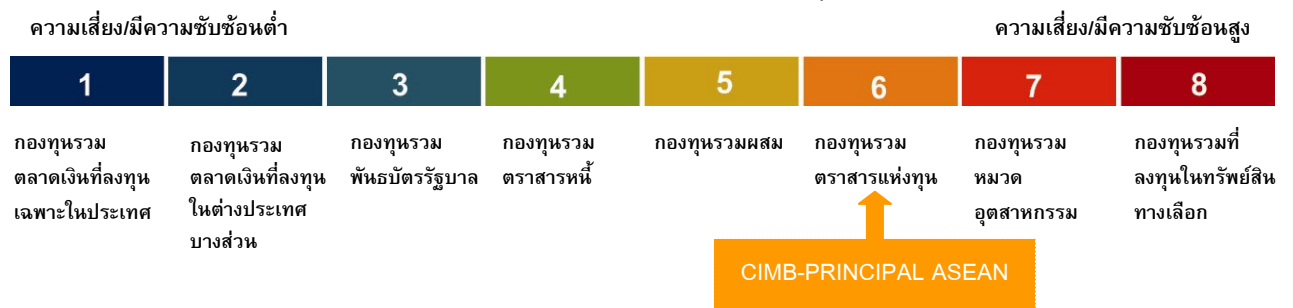 ความเสี่ยง/มีความซับซ้อนต่ำ
ความเสี่ยง/มีความซับซ้อนสูง
1
2
3
4
5
6
7
8
กองทุนรวม
ตลาดเงินที่ลงทุน
เฉพาะในประเทศ
กองทุนรวม
ตลาดเงินที่ลงทุน
ในต่างประเทศ
บางส่วน
กองทุนรวม
พันธบัตรรัฐบาล
กองทุนรวม
ตราสารหนี้
กองทุนรวมผสม
กองทุนรวม
ตราสารแห่งทุน
กองทุนรวม
หมวด
อุตสาหกรรม
กองทุนรวมที่
ลงทุนในทรัพย์สิน
ทางเลือก
CIMB-PRINCIPAL ASEAN